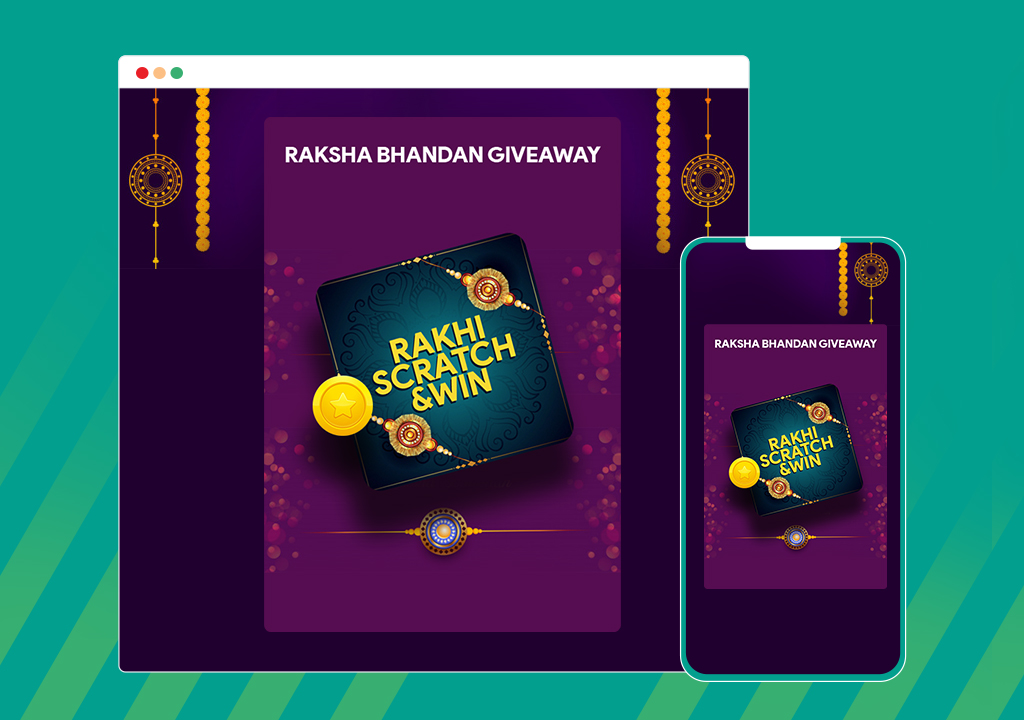 RAKSHA BHANDAN GIVEAWAY
RAKHI
SCRATCH
&WIN
RAKSHA BHANDAN GIVEAWAY
RAKHI
SCRATCH
&WIN